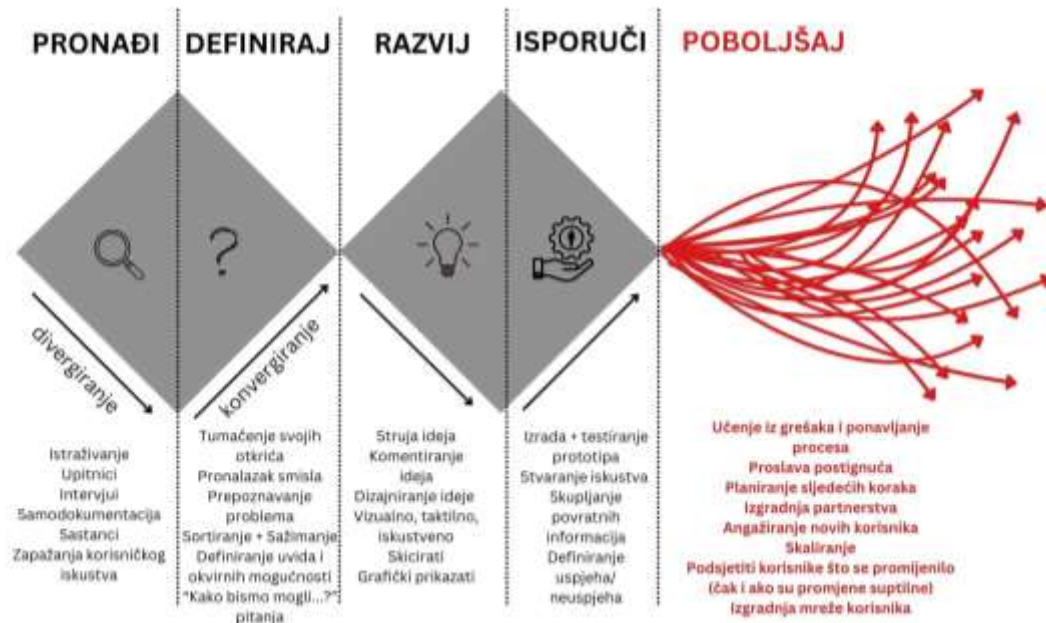 PRONAĐI
DEFINIRAJ
RAZVIJ
ISPORUČI
POBOLJŠAJ
divergiranje
konvergiranje
Istraživanje
Upitnici
Intervjui
Samodokumentacija
Sastanci
Zapažanja korisničkog
iskustva
Tumačenje svojih
otkrića
Pronalazak smisla
Prepoznavanje
problema
Sortiranje + Sažimanje
Definiranje uvida i
okvirnih mogućnosti
"Kako bismo mogli...?"
pitanja
Struja ideja
Komentiranje
ideja
Dizajniranje ideje
Vizualno, taktilno,
iskustveno
Skicirati
Grafički prikazati
Izrada + testiranje
prototipa
Stvaranje iskustva
Skupljanje
povratnih
informacija
Definiranje
uspjeha/
neuspjeha
Učenje iz grešaka i ponavljanje
procesa
Proslava postignuća
Planiranje sljedećih koraka
Izgradnja partnerstva
Angažiranje novih korisnika
Skaliranje
Podsjetiti korisnike što se promijenilo
(čak i ako su promjene suptilne)
Izgradnja mreže korisnika